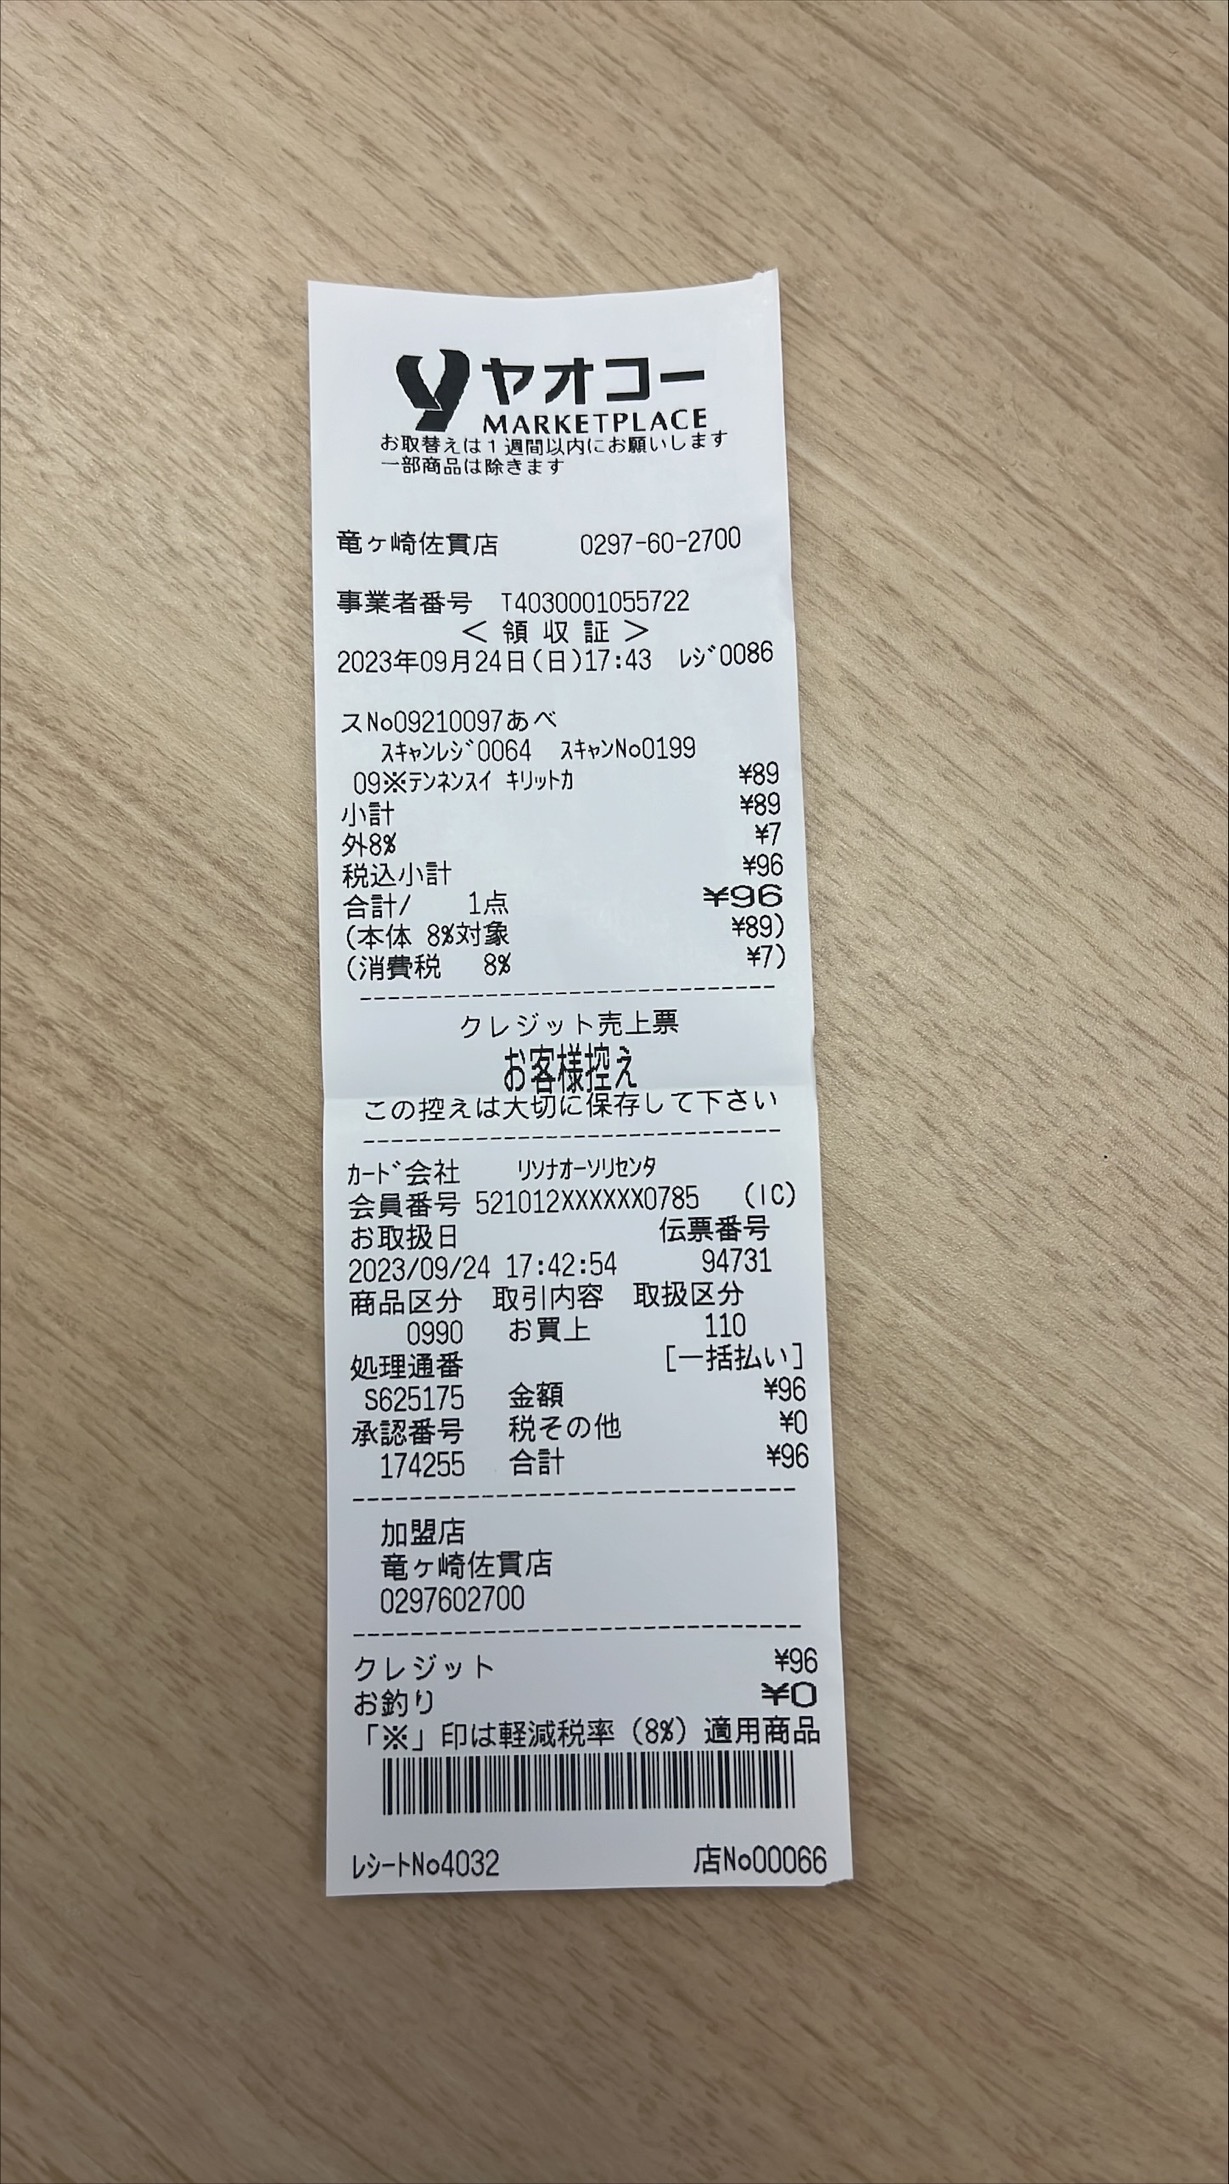 ヤオコー
MARKETPLACE
お取替えは1週間以内にお願いします
一部商品は除きます
竜ヶ崎佐貫店 0297-60-2700
事業者番号 T4030001055722
＜ 領 収 証 ＞
2023年09月24日(日)17:43 ﾚｼﾞ0086
スNo09210097あべ
ｽｷｬﾝﾚｼﾞ0064 ｽｷｬﾝNo0199
09※ﾃﾝﾈﾝｽｲ ｷﾘｯﾄｶ ¥89
小計 ¥89
外8% ¥7
税込小計 ¥96
合計/ 1点 ¥96
(本体 8%対象 ¥89)
(消費税 8% ¥7)
クレジット売上票
お客様控え
この控えは大切に保存して下さい
ｶｰﾄﾞ会社 ﾘｿﾅｵｰｿﾘｾﾝﾀ
会員番号 521012XXXXXX0785 (IC)
お取扱日 伝票番号
2023/09/24 17:42:54 94731
商品区分 取引内容 取扱区分
0990 お買上 110
処理通番 [一括払い]
S625175 金額 ¥96
承認番号 税その他 ¥0
174255 合計 ¥96
加盟店
竜ヶ崎佐貫店
0297602700
クレジット ¥96
お釣り ¥0
「※」印は軽減税率（8%）適用商品
ﾚｼｰﾄNo4032 店No00066